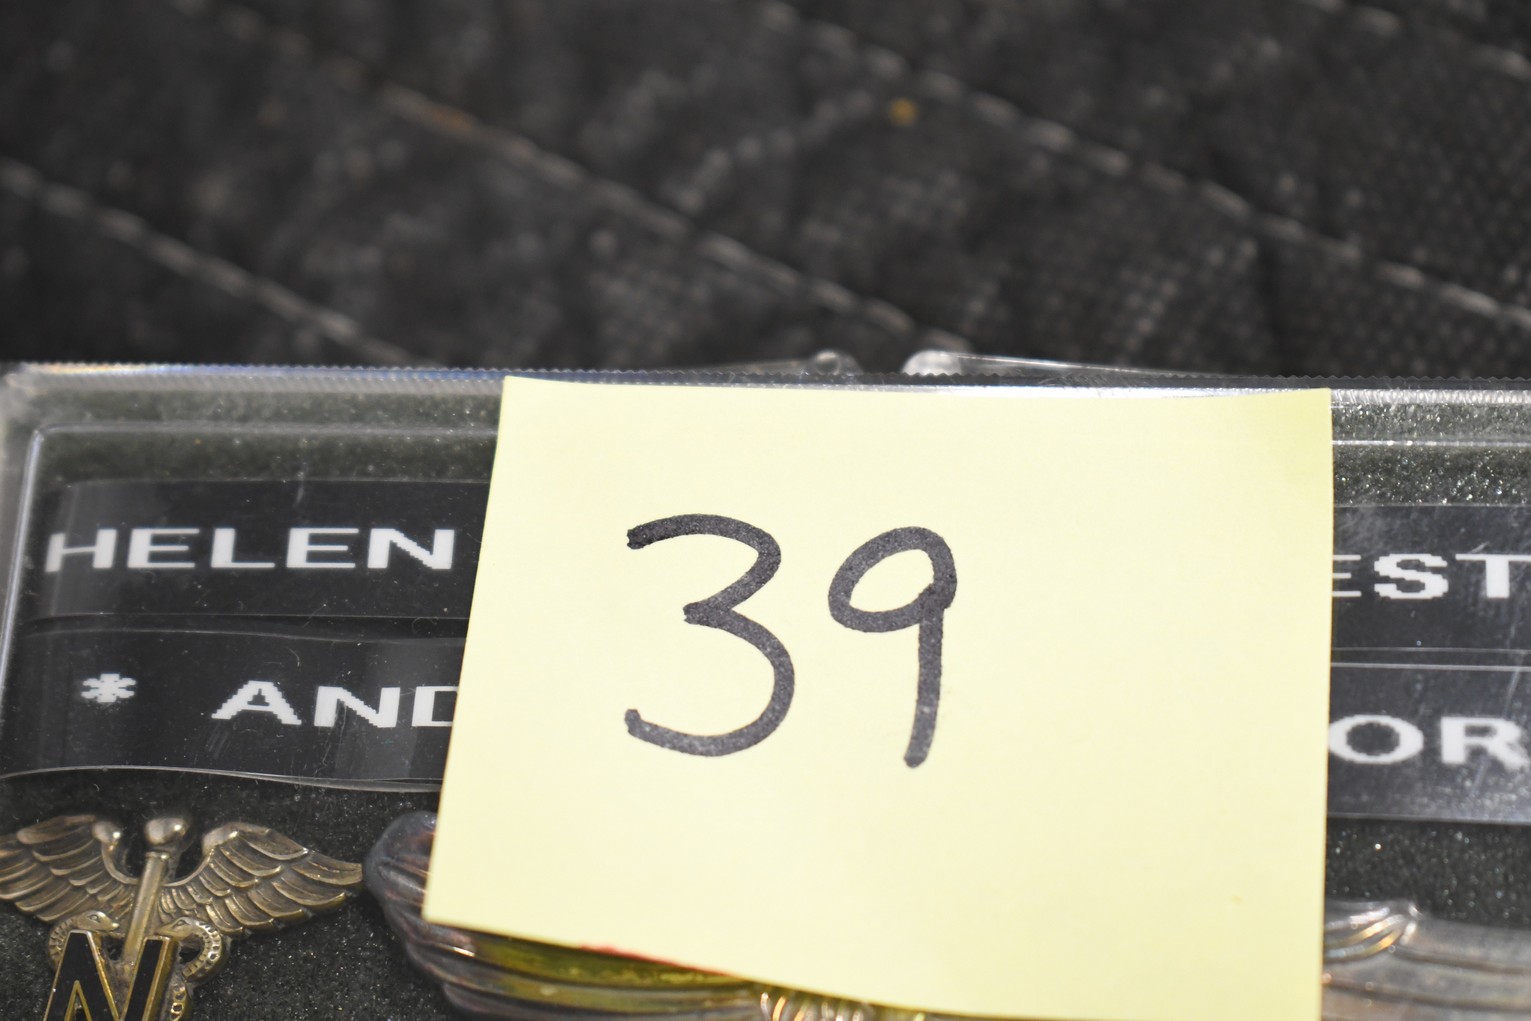 HELEN EST
39
* AND OR
N